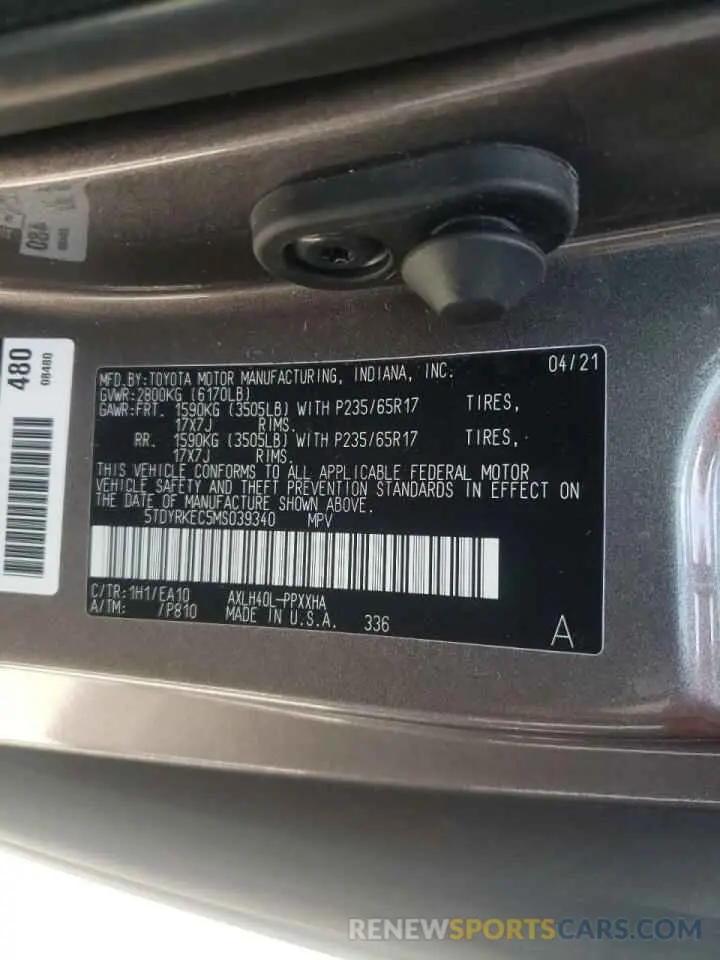 08A
480
08480
MFD.BY:TOYOTA MOTOR MANUFACTURING, INDIANA, INC. 04/21
GVWR:2800KG (6170LB)
GAWR:FRT. 1590KG (3505LB) WITH P235/65R17 TIRES,
17X7J RIMS.
RR. 1590KG (3505LB) WITH P235/65R17 TIRES,
17X7J RIMS.
THIS VEHICLE CONFORMS TO ALL APPLICABLE FEDERAL MOTOR
VEHICLE SAFETY AND THEFT PREVENTION STANDARDS IN EFFECT ON
THE DATE OF MANUFACTURE SHOWN ABOVE.
5TDYRKEC5MS039340 MPV
C/TR:1H1/EA10 AXLH40L-PPXXHA
A/TM: /P810 MADE IN U.S.A. 336
A
RENEWSPORTSCARS.COM